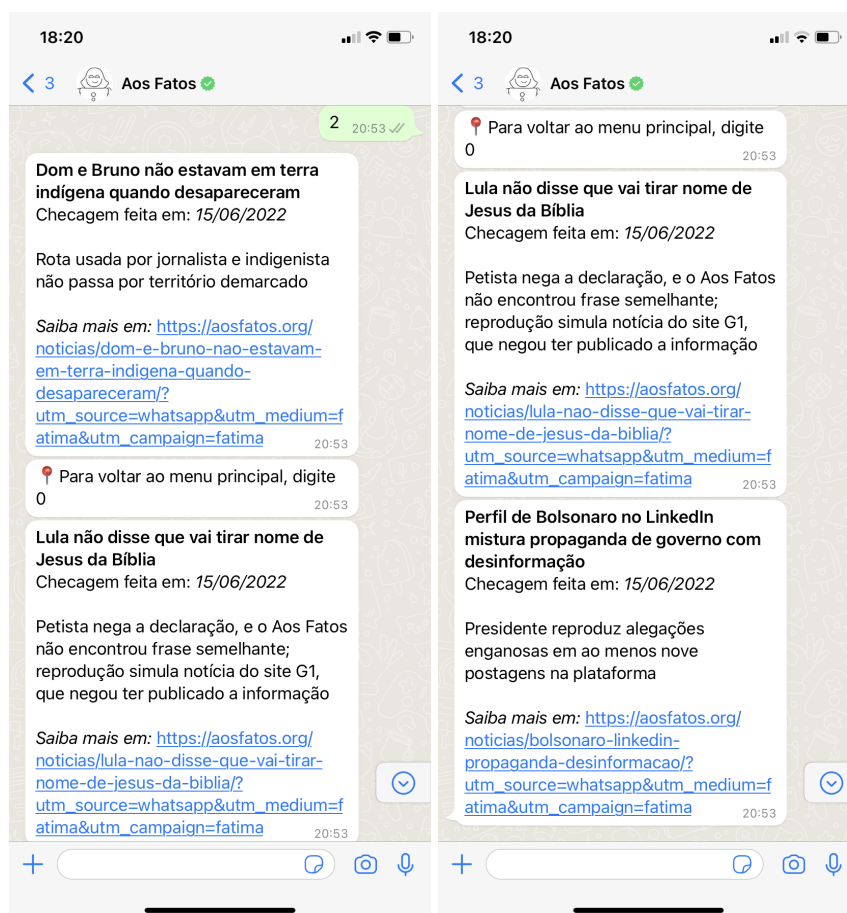 18:20
3
Aos Fatos
2 20:53
Dom e Bruno não estavam em terra
indígena quando desapareceram
Checagem feita em: 15/06/2022
Rota usada por jornalista e indigenista
não passa por território demarcado
Saiba mais em: https://aosfatos.org/
noticias/dom-e-bruno-nao-estavam-
em-terra-indigena-quando-
desapareceram/?
utm_source=whatsapp&utm_medium=f
atima&utm_campaign=fatima
20:53
Para voltar ao menu principal, digite
0
20:53
Lula não disse que vai tirar nome de
Jesus da Bíblia
Checagem feita em: 15/06/2022
Petista nega a declaração, e o Aos Fatos
não encontrou frase semelhante;
reprodução simula notícia do site G1,
que negou ter publicado a informação
Saiba mais em: https://aosfatos.org/
noticias/lula-nao-disse-que-vai-tirar-
nome-de-jesus-da-biblia/?
utm_source=whatsapp&utm_medium=f
atima&utm_campaign=fatima
20:53
18:20
3
Aos Fatos
Para voltar ao menu principal, digite
0
20:53
Lula não disse que vai tirar nome de
Jesus da Bíblia
Checagem feita em: 15/06/2022
Petista nega a declaração, e o Aos Fatos
não encontrou frase semelhante;
reprodução simula notícia do site G1,
que negou ter publicado a informação
Saiba mais em: https://aosfatos.org/
noticias/lula-nao-disse-que-vai-tirar-
nome-de-jesus-da-biblia/?
utm_source=whatsapp&utm_medium=f
atima&utm_campaign=fatima
20:53
Perfil de Bolsonaro no LinkedIn
mistura propaganda de governo com
desinformação
Checagem feita em: 15/06/2022
Presidente reproduz alegações
enganosas em ao menos nove
postagens na plataforma
Saiba mais em: https://aosfatos.org/
noticias/bolsonaro-linkedin-
propaganda-desinformacao/?
utm_source=whatsapp&utm_medium=f
atima&utm_campaign=fatima
20:53